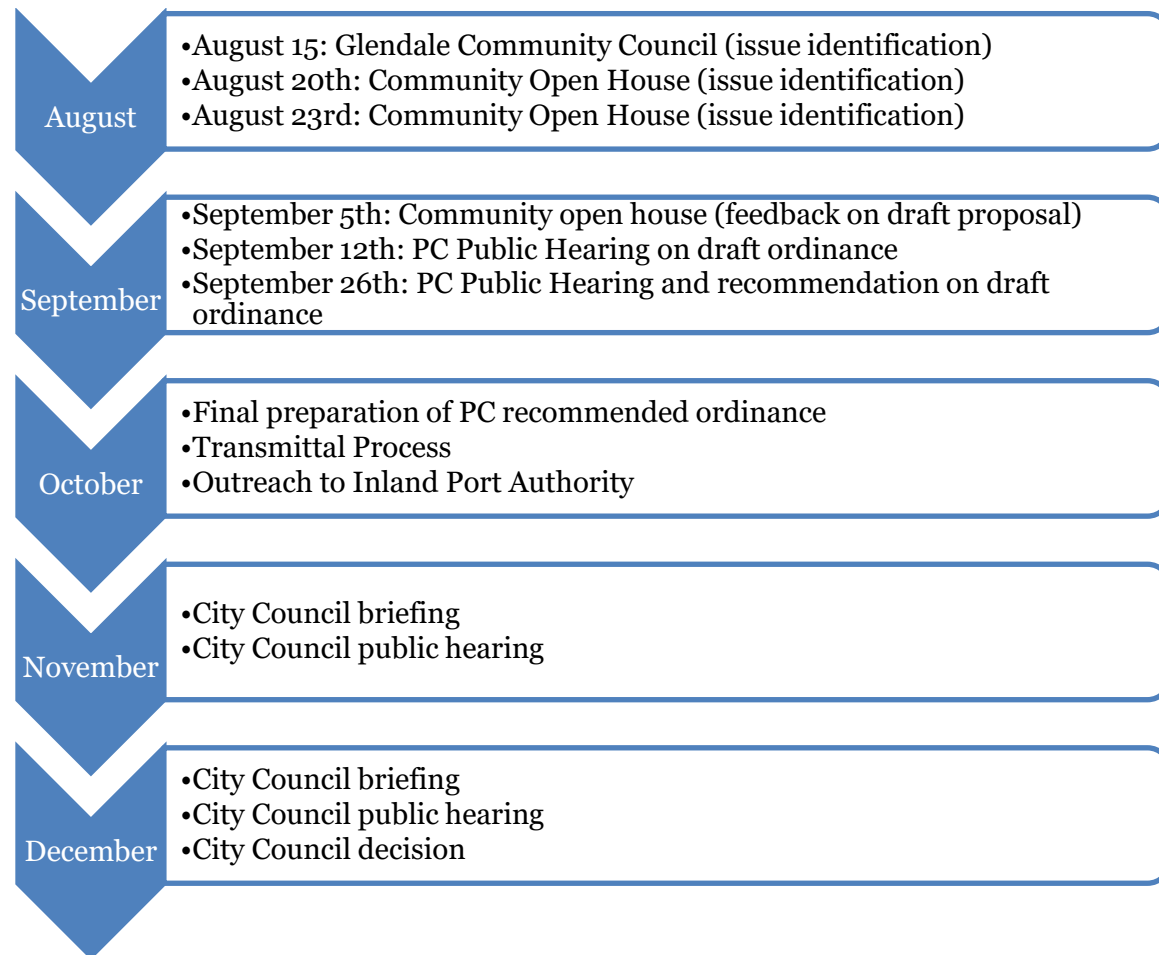 August
•August 15: Glendale Community Council (issue identification)
•August 20th: Community Open House (issue identification)
•August 23rd: Community Open House (issue identification)
September
•September 5th: Community open house (feedback on draft proposal)
•September 12th: PC Public Hearing on draft ordinance
•September 26th: PC Public Hearing and recommendation on draft
ordinance
October
•Final preparation of PC recommended ordinance
•Transmittal Process
•Outreach to Inland Port Authority
November
•City Council briefing
•City Council public hearing
December
•City Council briefing
•City Council public hearing
•City Council decision